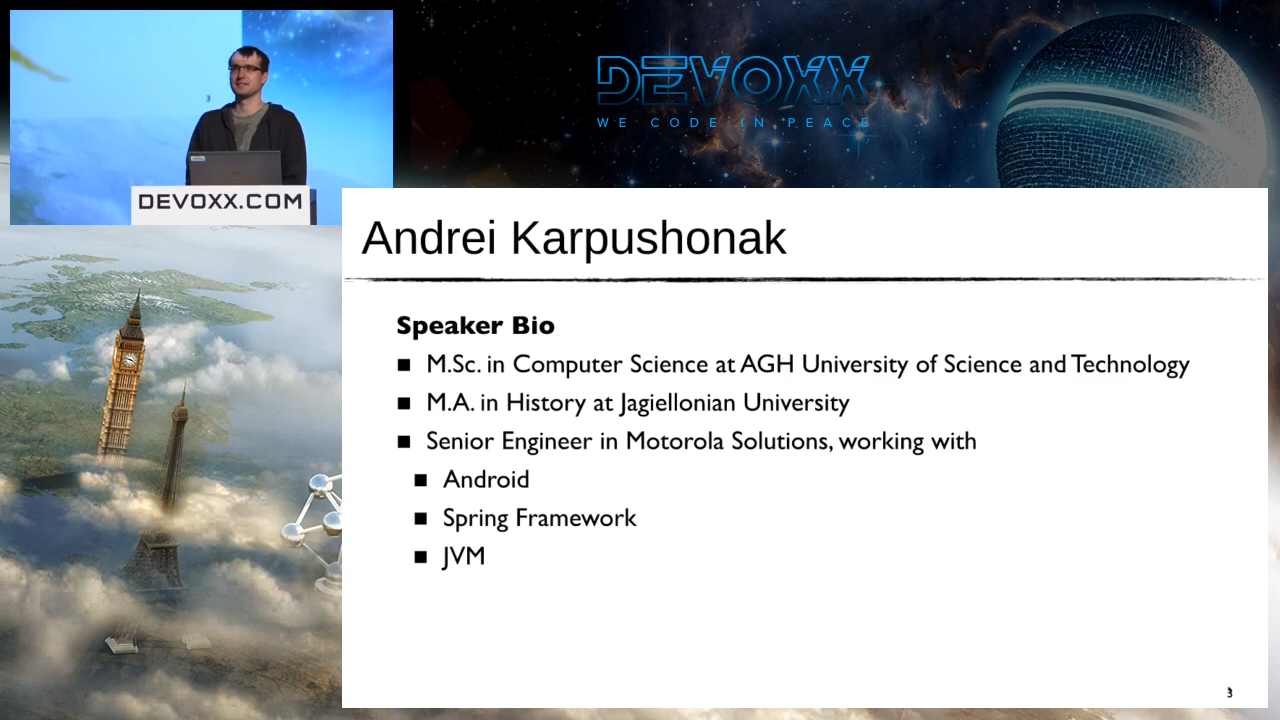 DEVOXX
WE CODE IN PEACE
DEVOXX.COM
Andrei Karpushonak
Speaker Bio
M.Sc. in Computer Science at AGH University of Science and Technology
M.A. in History at Jagiellonian University
Senior Engineer in Motorola Solutions, working with
Android
Spring Framework
JVM
3